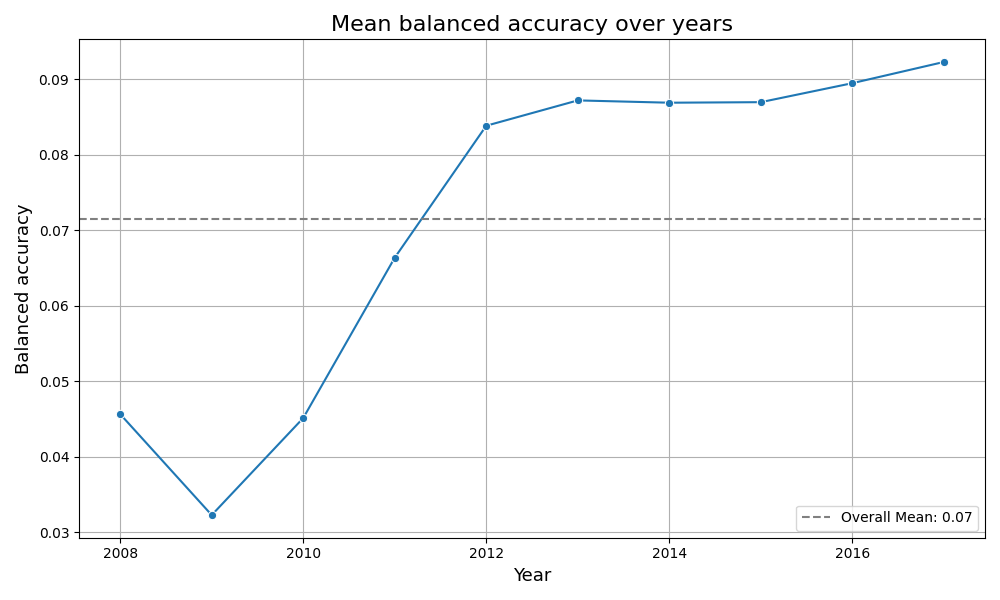 Mean balanced accuracy over years
Balanced accuracy
0.09
0.08
0.07
0.06
0.05
0.04
0.03
Overall Mean: 0.07
2008 2010 2012 2014 2016
Year